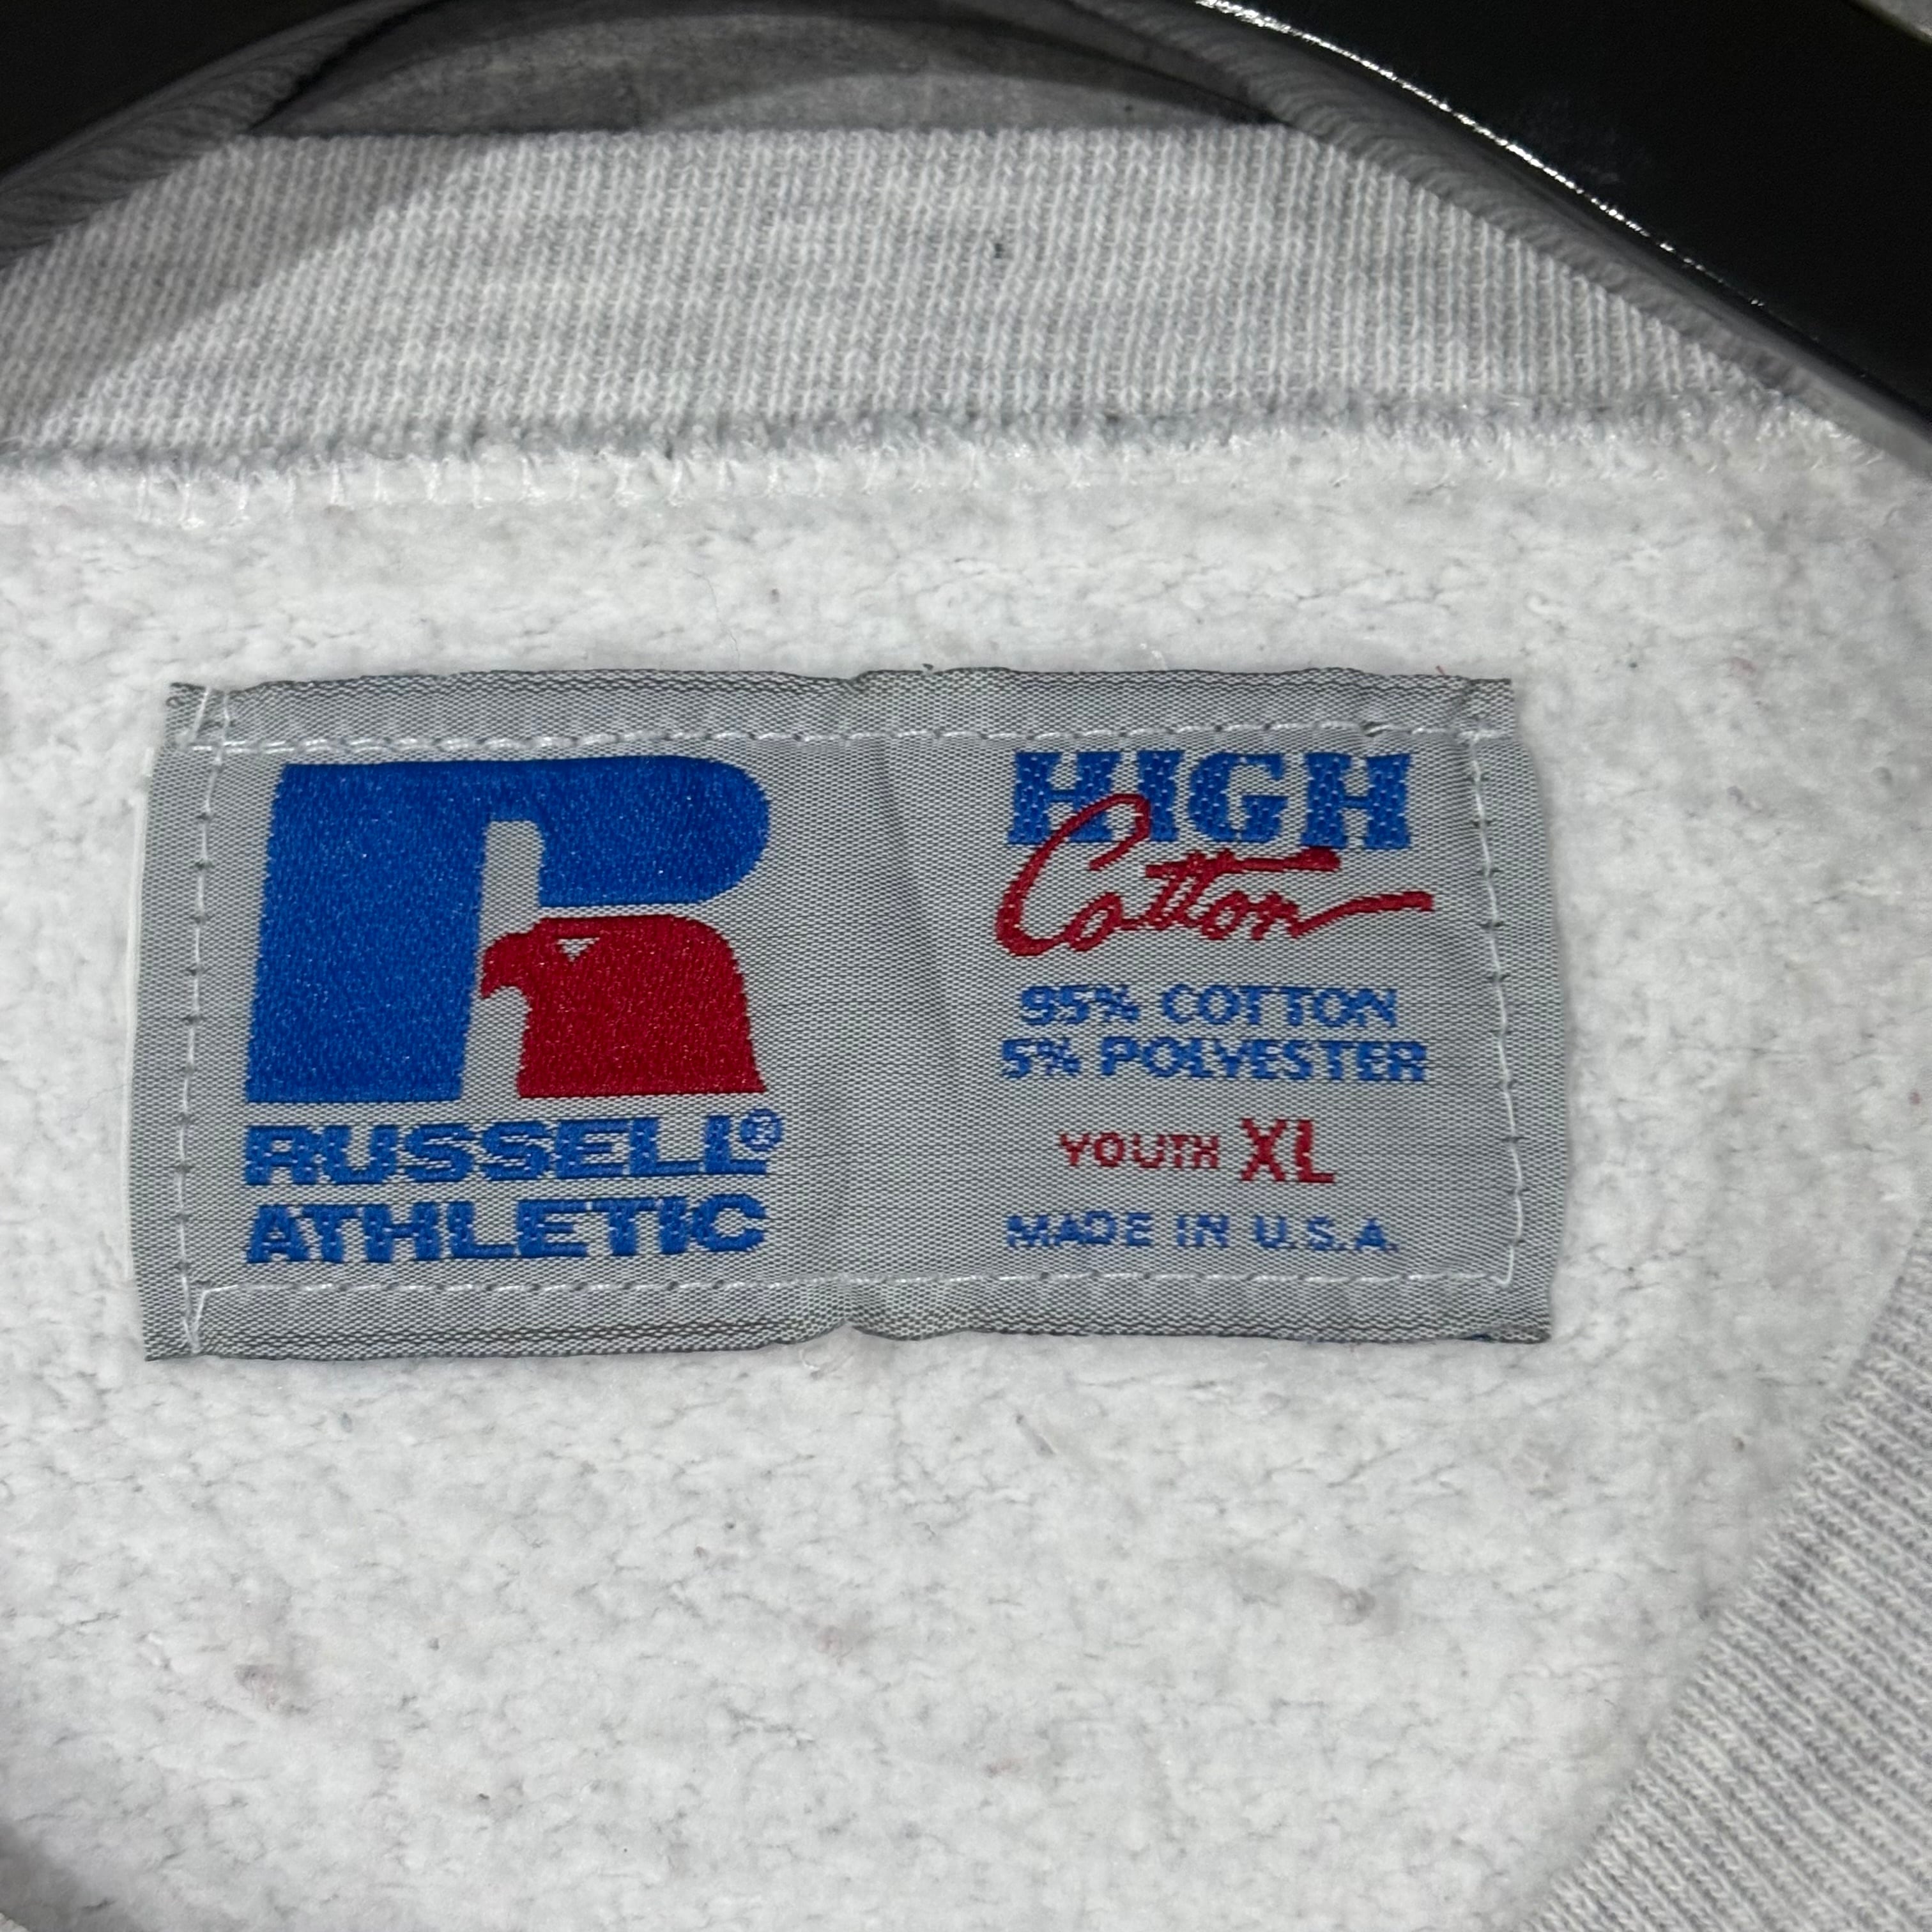 RUSSELL®
ATHLETIC
HIGH
Cotton
95% COTTON
5% POLYESTER
YOUTH XL
MADE IN U.S.A.